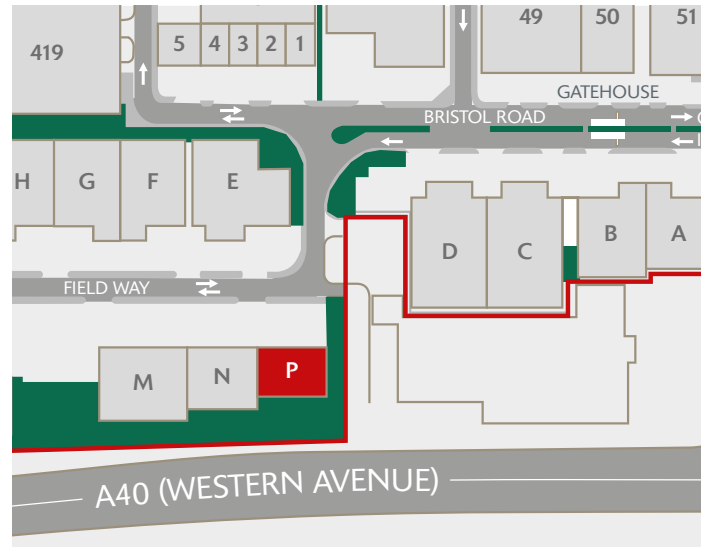 49
50
51
419
5
4
3
2
1
GATEHOUSE
BRISTOL ROAD
H
G
F
E
D
C
B
A
FIELD WAY
M
N
P
A40 (WESTERN AVENUE)